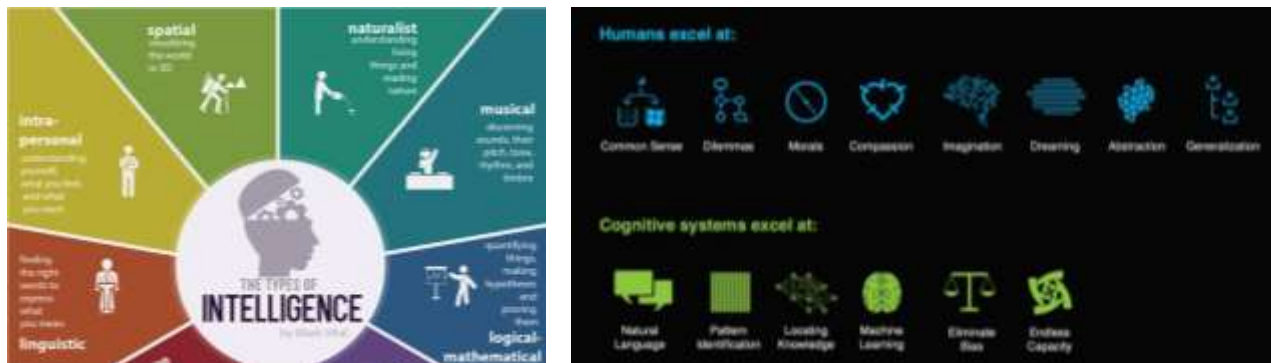 spatial
visualizing
the world
in 3D
naturalist
understanding
living
things and
reading
nature
musical
discerning
sounds, their
pitch, tone,
rhythm, and
timbre
intra-
personal
understanding
yourself,
what you feel,
and what
you want
finding
the right
words to
express
what
you mean
linguistic
quantifying
things,
making
hypotheses
and
proving
them
logical-
mathematical
THE TYPES OF
INTELLIGENCE
Humans excel at:
Common Sense
Dilemmas
Morals
Compassion
Imagination
Dreaming
Abstraction
Generalization
Cognitive systems excel at:
Natural
Language
Pattern
Identification
Locating
Knowledge
Machine
Learning
Eliminate
Bias
Endless
Capacity